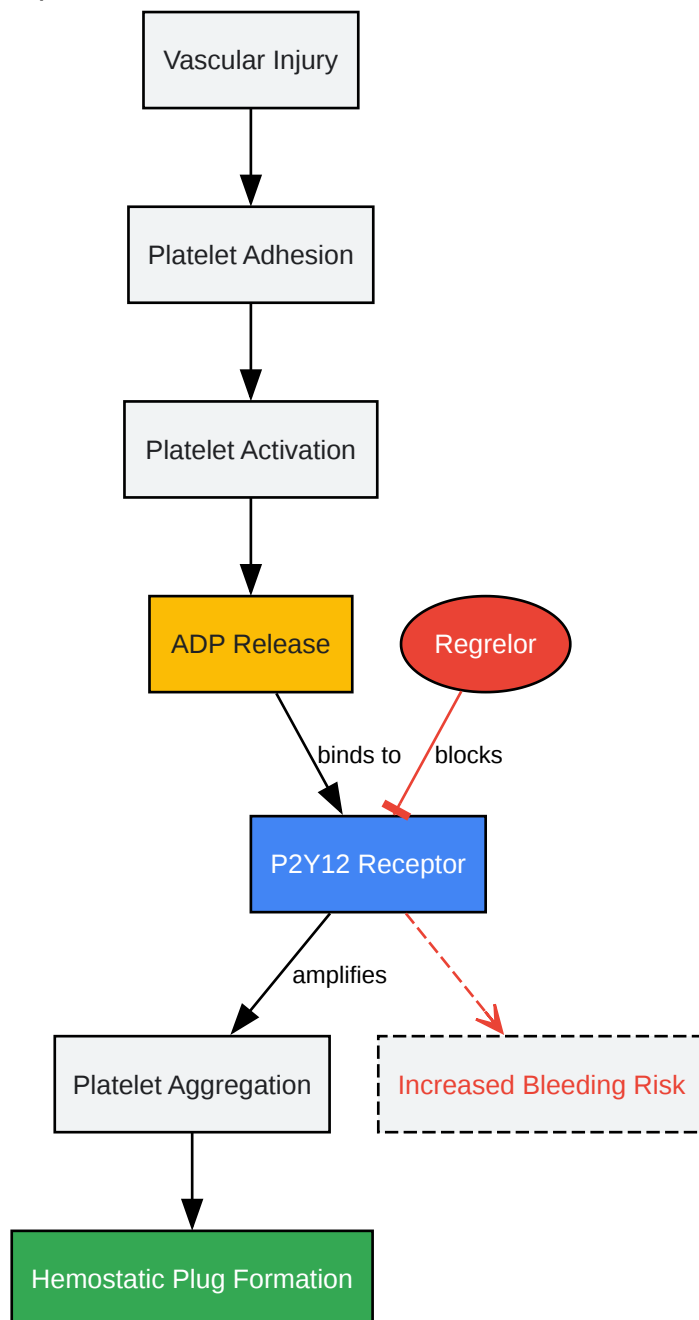 Vascular Injury
Platelet Adhesion
Platelet Activation
ADP Release
Regrelor
binds to
blocks
P2Y12 Receptor
amplifies
Platelet Aggregation
Increased Bleeding Risk
Hemostatic Plug Formation